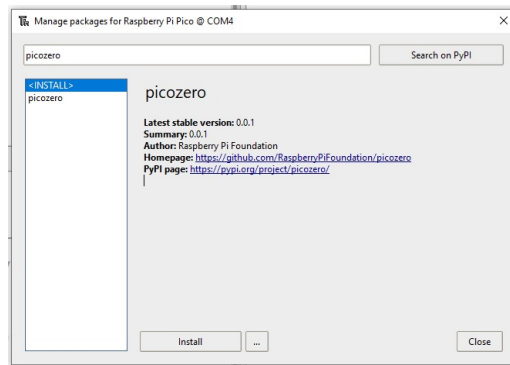 Manage packages for Raspberry Pi Pico @ COM4
picozero
Search on PyPI
<INSTALL>
picozero
picozero
Latest stable version: 0.0.1
Summary: 0.0.1
Author: Raspberry Pi Foundation
Homepage: https://github.com/RaspberryPiFoundation/picozero
PyPI page: https://pypi.org/project/picozero/
Install
...
Close